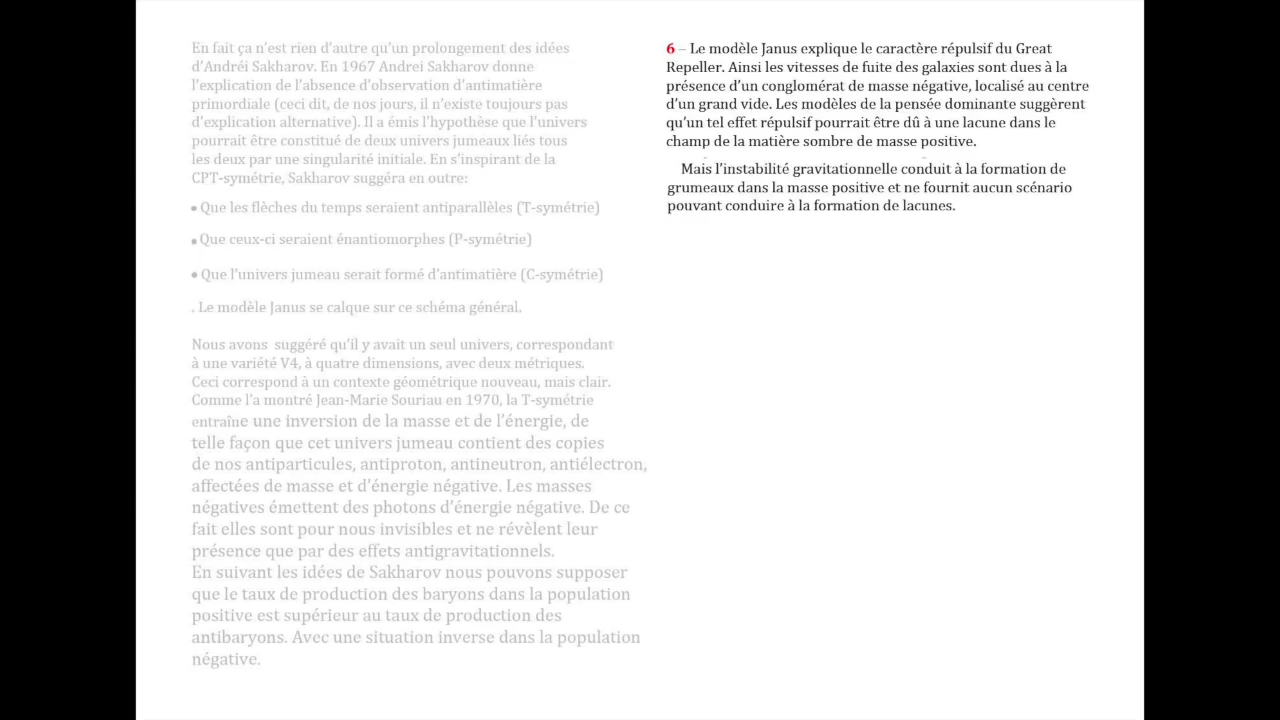 En fait ça n'est rien d'autre qu'un prolongement des idées
d'Andréi Sakharov. En 1967 Andrei Sakharov donne
l'explication de l'absence d'observation d'antimatière
primordiale (ceci dit, de nos jours, il n'existe toujours pas
d'explication alternative). Il a émis l'hypothèse que l'univers
pourrait être constitué de deux univers jumeaux liés tous
les deux par une singularité initiale. En s'inspirant de la
CPT-symétrie, Sakharov suggéra en outre:
• Que les flèches du temps seraient antiparallèles (T-symétrie)
• Que ceux-ci seraient énantiomorphes (P-symétrie)
• Que l'univers jumeau serait formé d'antimatière (C-symétrie)
. Le modèle Janus se calque sur ce schéma général.
Nous avons suggéré qu'il y avait un seul univers, correspondant
à une variété V4, à quatre dimensions, avec deux métriques.
Ceci correspond à un contexte géométrique nouveau, mais clair.
Comme l'a montré Jean-Marie Souriau en 1970, la T-symétrie
entraîne une inversion de la masse et de l'énergie, de
telle façon que cet univers jumeau contient des copies
de nos antiparticules, antiproton, antineutron, antiélectron,
affectées de masse et d'énergie négative. Les masses
négatives émettent des photons d'énergie négative. De ce
fait elles sont pour nous invisibles et ne révèlent leur
présence que par des effets antigravitationnels.
En suivant les idées de Sakharov nous pouvons supposer
que le taux de production des baryons dans la population
positive est supérieur au taux de production des
antibaryons. Avec une situation inverse dans la population
négative.
6 – Le modèle Janus explique le caractère répulsif du Great
Repeller. Ainsi les vitesses de fuite des galaxies sont dues à la
présence d'un conglomérat de masse négative, localisé au centre
d'un grand vide. Les modèles de la pensée dominante suggèrent
qu'un tel effet répulsif pourrait être dû à une lacune dans le
champ de la matière sombre de masse positive.
Mais l'instabilité gravitationnelle conduit à la formation de
grumeaux dans la masse positive et ne fournit aucun scénario
pouvant conduire à la formation de lacunes.